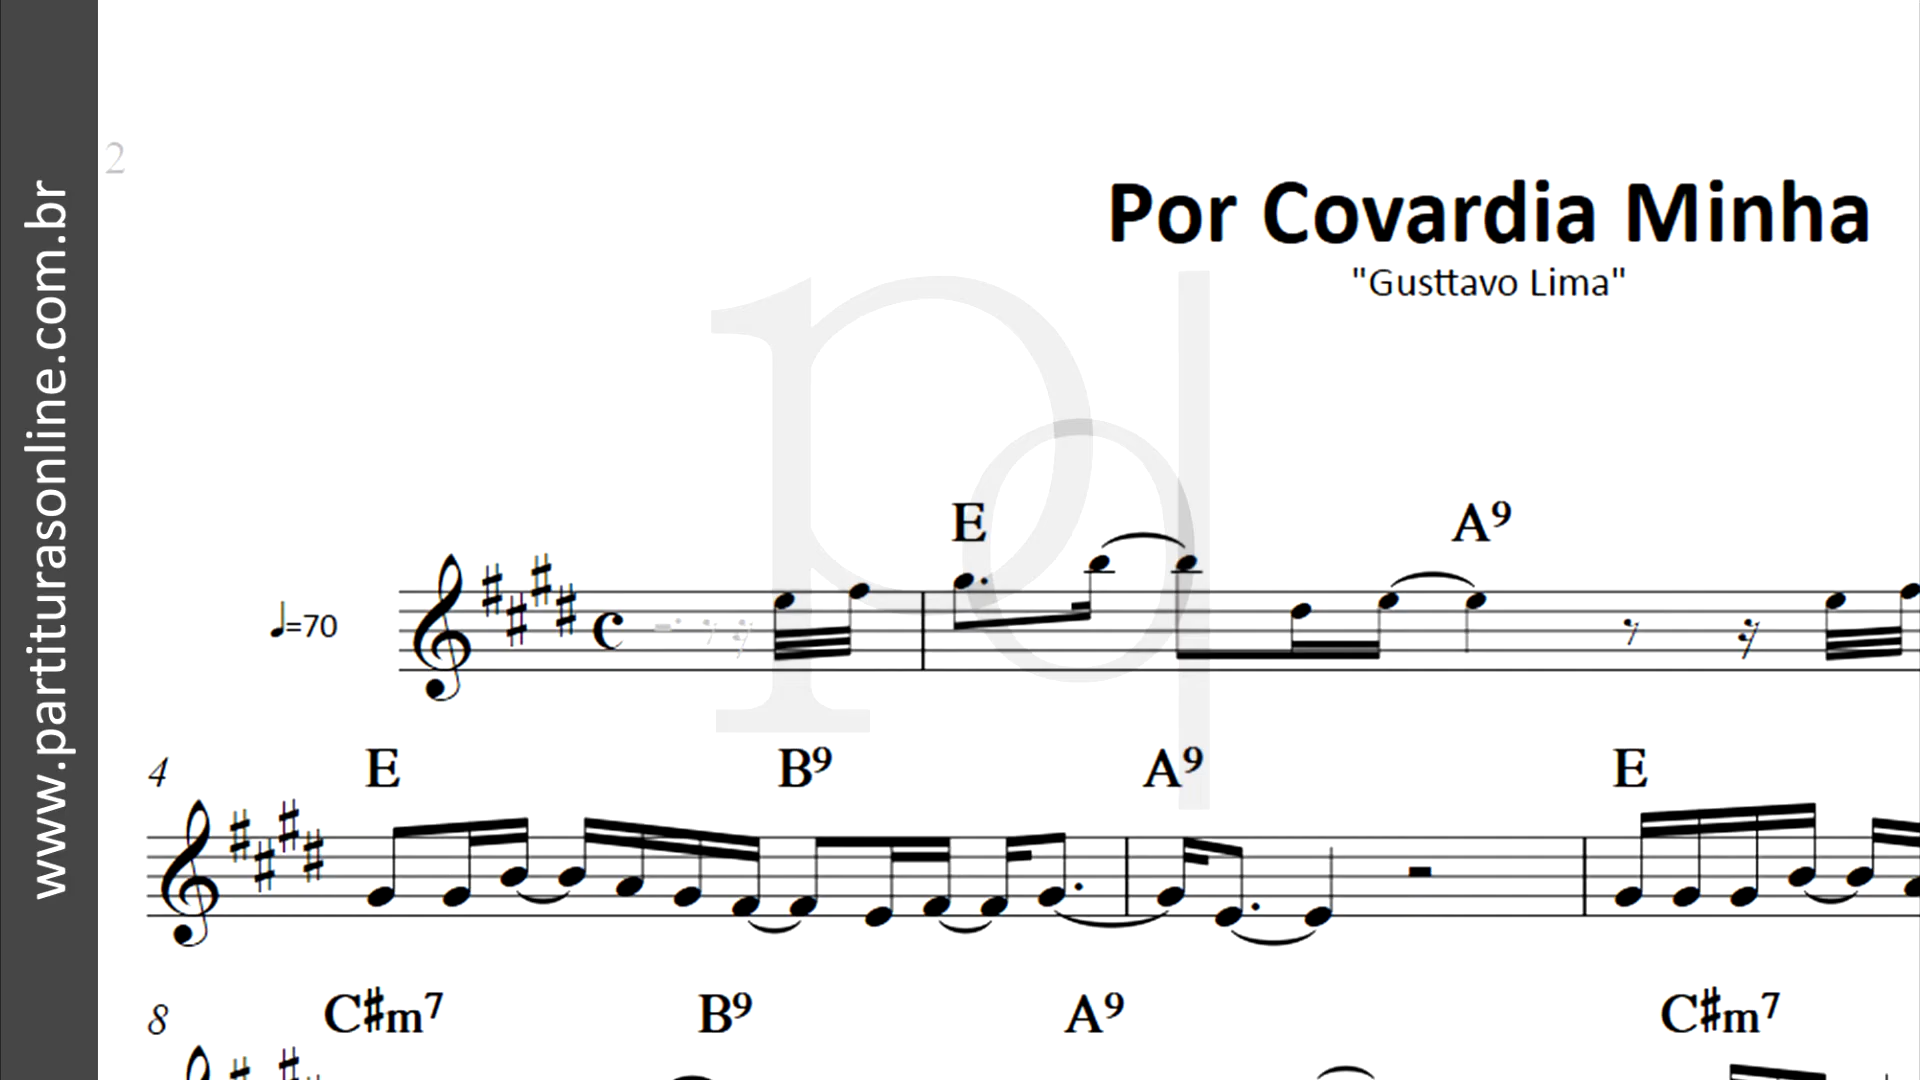 www.partiturasonline.com.br
2
Por Covardia Minha
"Gusttavo Lima"
E A9
♩=70
4 E B9 A9 E
8 C♯m7 B9 A9 C♯m7
pd